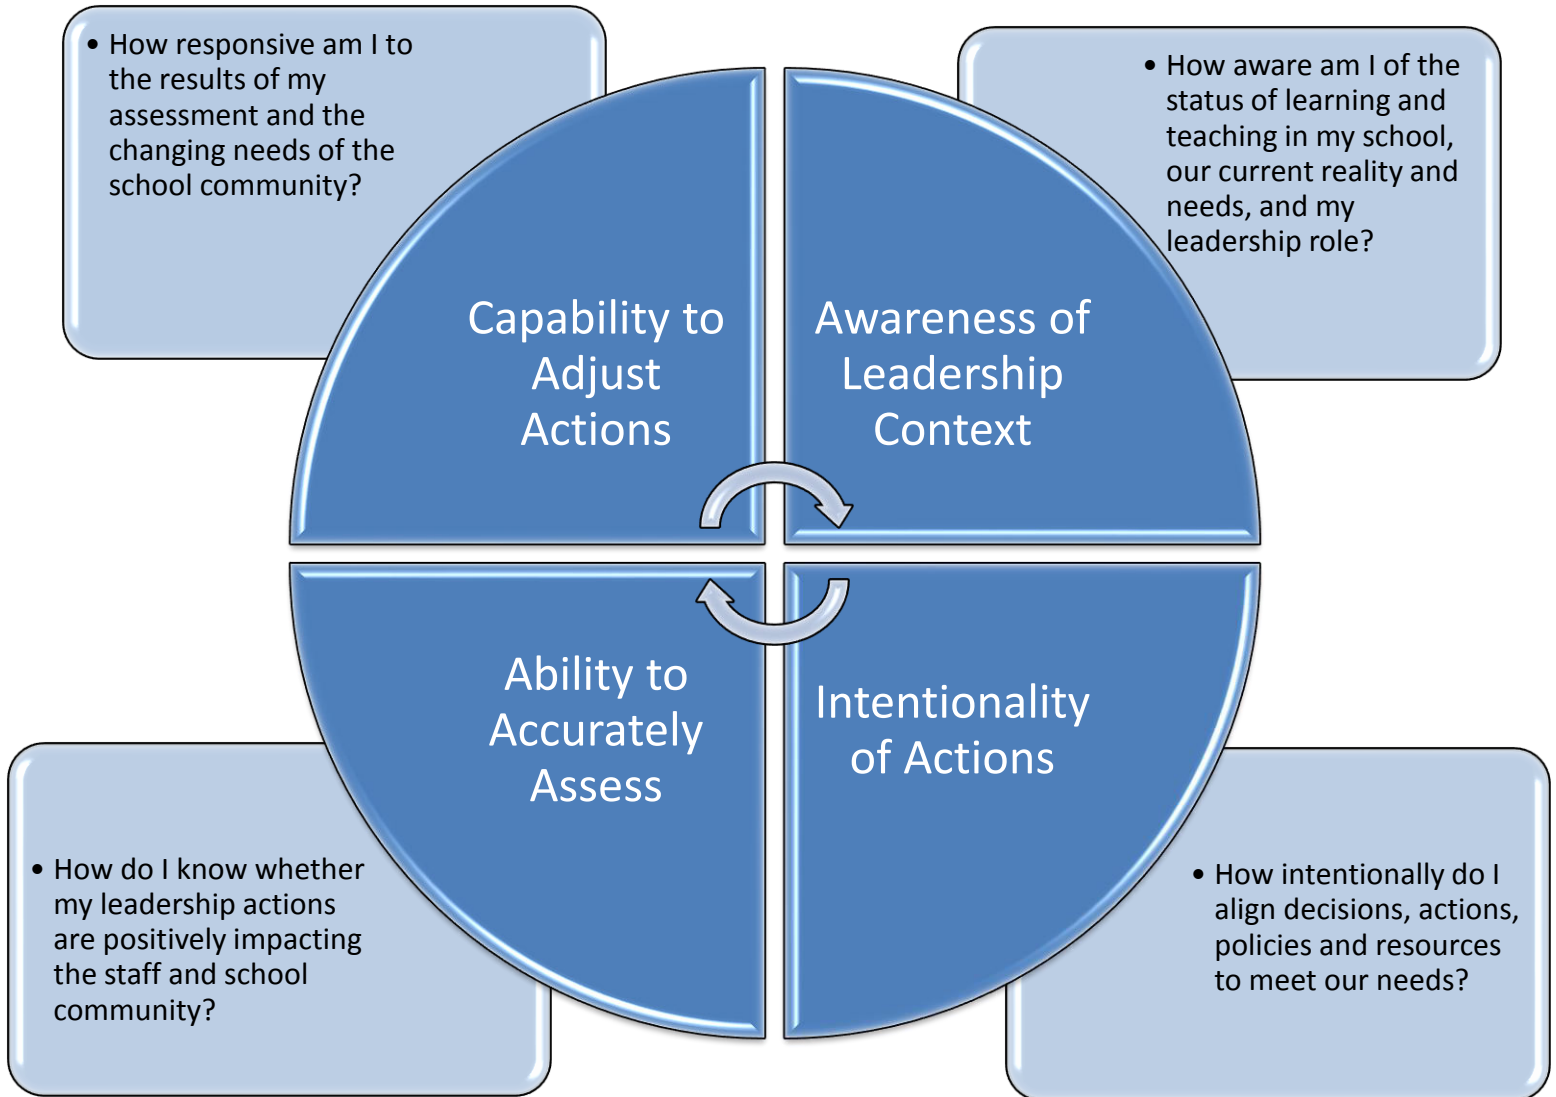 • How responsive am I to
the results of my
assessment and the
changing needs of the
school community?
• How aware am I of the
status of learning and
teaching in my school,
our current reality and
needs, and my
leadership role?
Capability to
Adjust
Actions
Awareness of
Leadership
Context
Ability to
Accurately
Assess
Intentionality
of Actions
• How do I know whether
my leadership actions
are positively impacting
the staff and school
community?
• How intentionally do I
align decisions, actions,
policies and resources
to meet our needs?